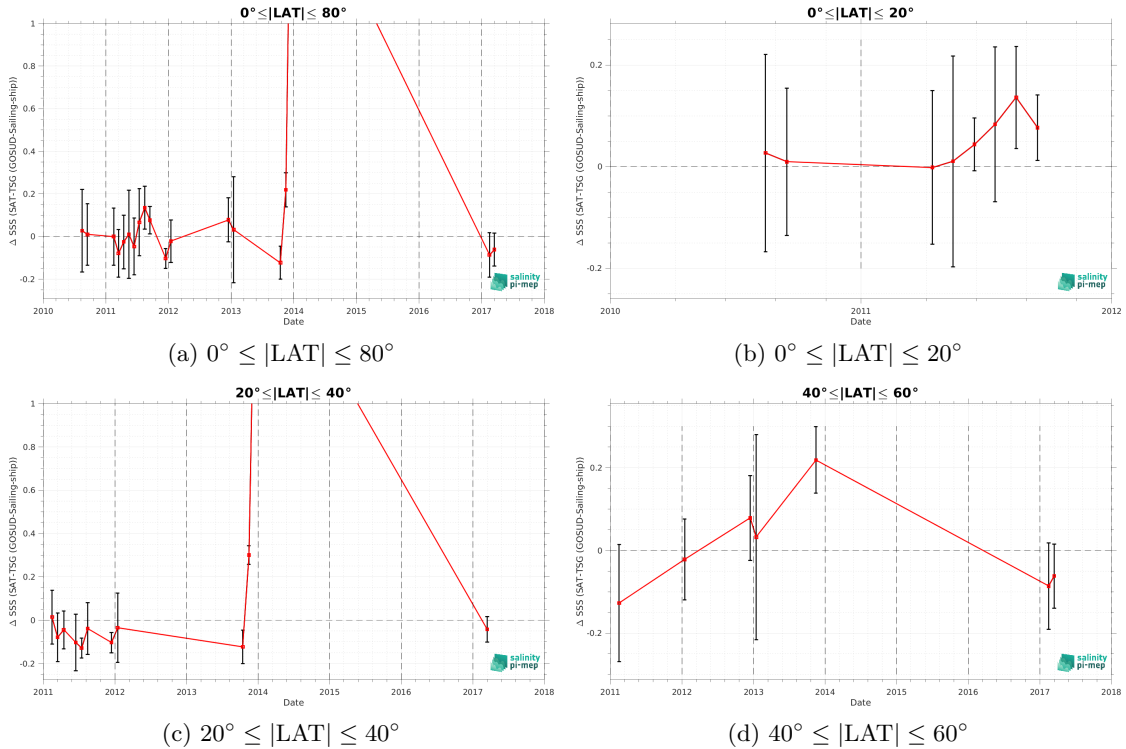 0°≤|LAT|≤ 80°
Δ SSS (SAT-TSG (GOSUD-Sailing-ship))
1
0.8
0.6
0.4
0.2
0
-0.2
2010 2011 2012 2013 2014 2015 2016 2017 2018
Date
salinity
pi-mep
(a) 0° ≤ |LAT| ≤ 80°
0°≤|LAT|≤ 20°
Δ SSS (SAT-TSG (GOSUD-Sailing-ship))
0.2
0
-0.2
2010 2011 2012
Date
salinity
pi-mep
(b) 0° ≤ |LAT| ≤ 20°
20°≤|LAT|≤ 40°
Δ SSS (SAT-TSG (GOSUD-Sailing-ship))
1
0.8
0.6
0.4
0.2
0
-0.2
2011 2012 2013 2014 2015 2016 2017 2018
Date
salinity
pi-mep
(c) 20° ≤ |LAT| ≤ 40°
40°≤|LAT|≤ 60°
Δ SSS (SAT-TSG (GOSUD-Sailing-ship))
0.2
0
-0.2
2011 2012 2013 2014 2015 2016 2017 2018
Date
salinity
pi-mep
(d) 40° ≤ |LAT| ≤ 60°